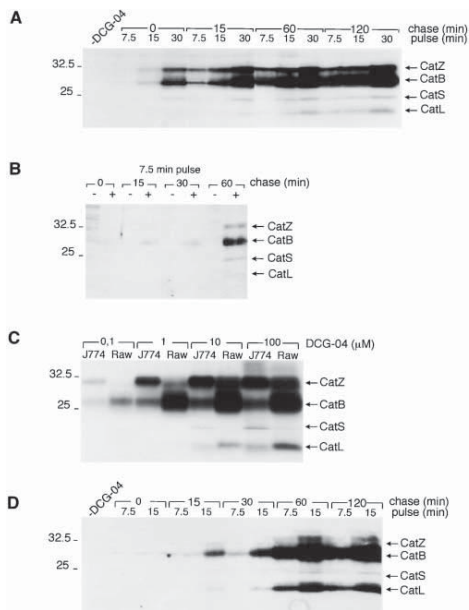 A
-DCG-04
0 15 60 120 chase (min)
7.5 15 30 7.5 15 30 7.5 15 30 7.5 15 30 pulse (min)
32.5
25
CatZ
CatB
CatS
CatL
B
7.5 min pulse
0 15 30 60 chase (min)
- + - + - + - +
32.5
25
CatZ
CatB
CatS
CatL
C
0,1 1 10 100 DCG-04 (μM)
J774 Raw J774 Raw J774 Raw J774 Raw
32.5
25
CatZ
CatB
CatS
CatL
D
-DCG-04
0 15 30 60 120 chase (min)
7.5 15 7.5 15 7.5 15 7.5 15 7.5 15 pulse (min)
32.5
25
CatZ
CatB
CatS
CatL